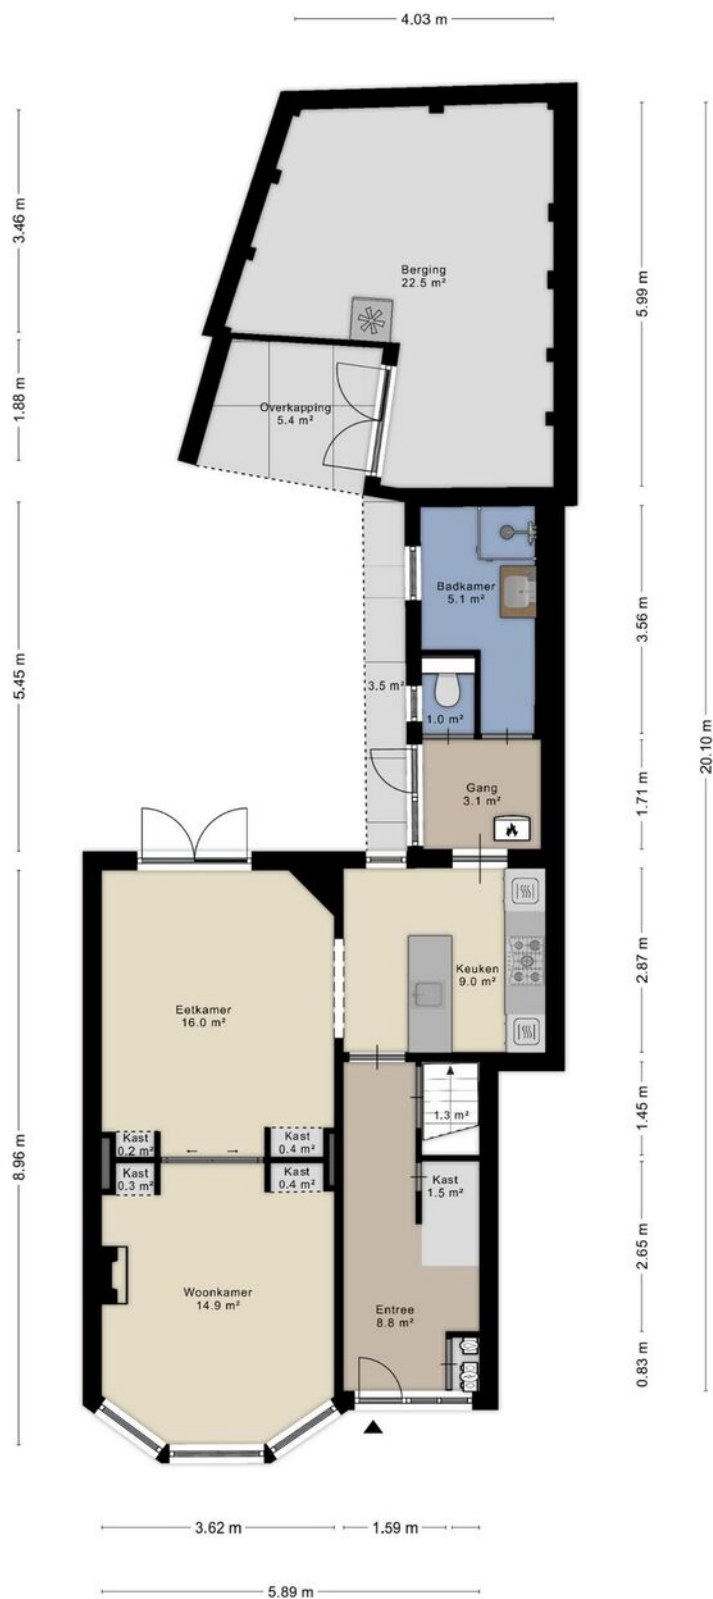 4.03 m
3.46 m
Berging
22.5 m²
5.99 m
1.88 m
Overkapping
5.4 m²
Badkamer
5.1 m²
3.56 m
5.45 m
3.5 m²
1.0 m²
20.10 m
Gang
3.1 m²
1.71 m
Keuken
9.0 m²
2.87 m
Eetkamer
16.0 m²
1.3 m²
1.45 m
Kast
0.2 m²
Kast
0.4 m²
8.96 m
Kast
0.3 m²
Kast
0.4 m²
Kast
1.5 m²
2.65 m
Woonkamer
14.9 m²
Entree
8.8 m²
0.83 m
3.62 m
1.59 m
5.89 m